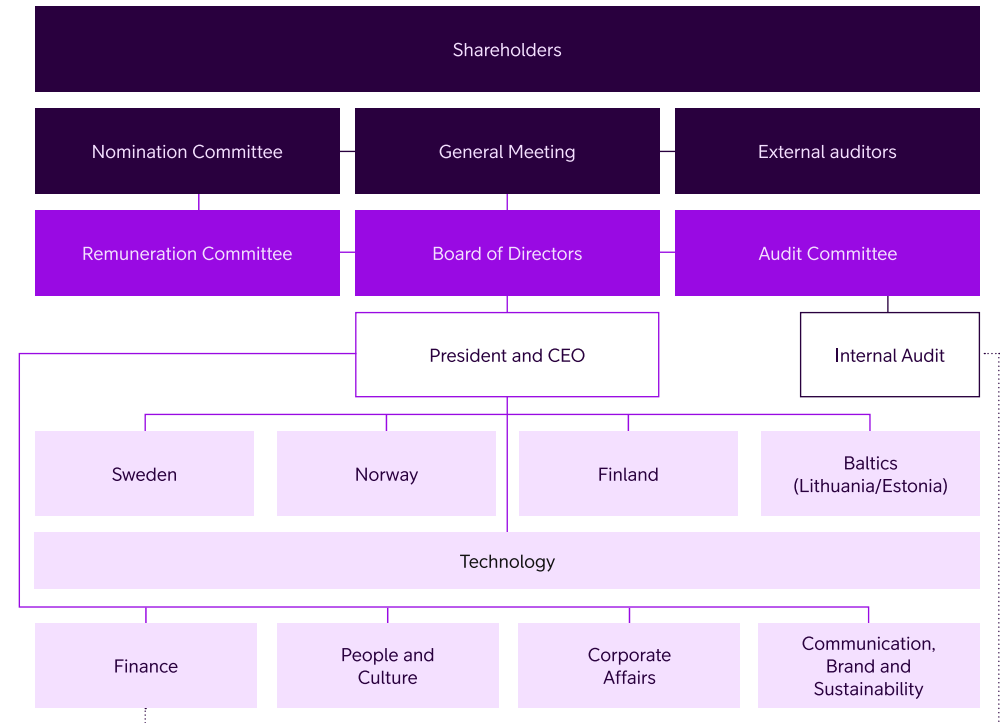 Shareholders
Nomination Committee
General Meeting
External auditors
Remuneration Committee
Board of Directors
Audit Committee
President and CEO
Internal Audit
Sweden
Norway
Finland
Baltics
(Lithuania/Estonia)
Technology
Finance
People and
Culture
Corporate
Affairs
Communication,
Brand and
Sustainability